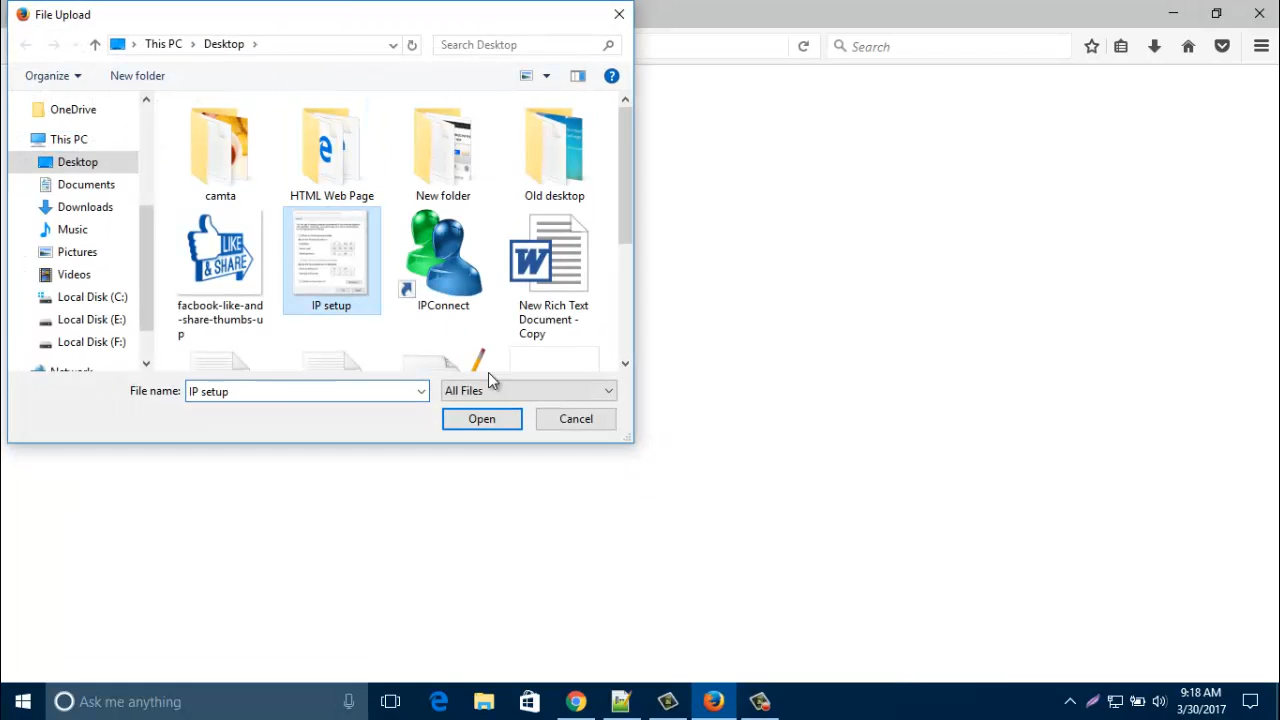 File Upload
This PC
Desktop
Search Desktop
Search
Organize
New folder
OneDrive
This PC
Desktop
Documents
Downloads
Music
Pictures
Videos
Local Disk (C:)
Local Disk (E:)
Local Disk (F:)
camta
HTML Web Page
New folder
Old desktop
LIKE
& SHARE
facbook-like-and
-share-thumbs-u
p
IP setup
IPConnect
W
New Rich Text
Document -
Copy
File name:
IP setup
All Files
Open
Cancel
Ask me anything
9:18 AM
3/30/2017